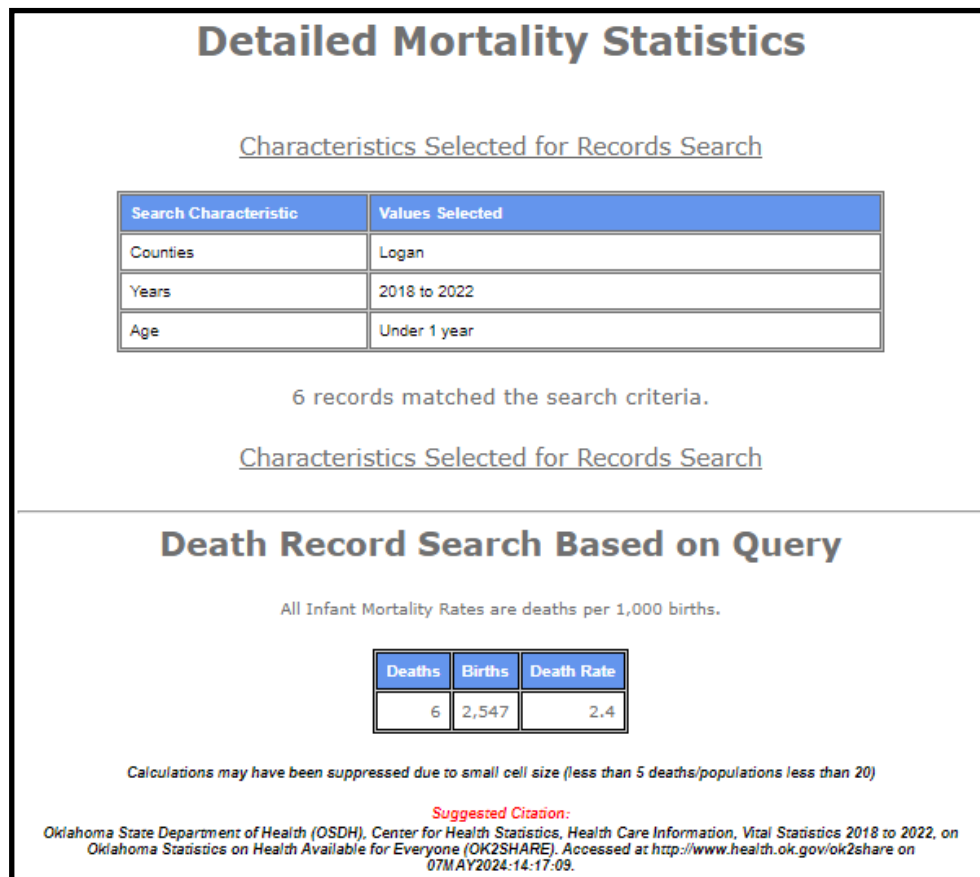 Detailed Mortality Statistics
Characteristics Selected for Records Search
Search Characteristic Values Selected
Counties Logan
Years 2018 to 2022
Age Under 1 year
6 records matched the search criteria.
Characteristics Selected for Records Search
Death Record Search Based on Query
All Infant Mortality Rates are deaths per 1,000 births.
Deaths Births Death Rate
6 2,547 2.4
Calculations may have been suppressed due to small cell size (less than 5 deaths/populations less than 20)
Suggested Citation:
Oklahoma State Department of Health (OSDH), Center for Health Statistics, Health Care Information, Vital Statistics 2018 to 2022, on
Oklahoma Statistics on Health Available for Everyone (OK2SHARE). Accessed at http://www.health.ok.gov/ok2share on
07MAY2024:14:17:09.